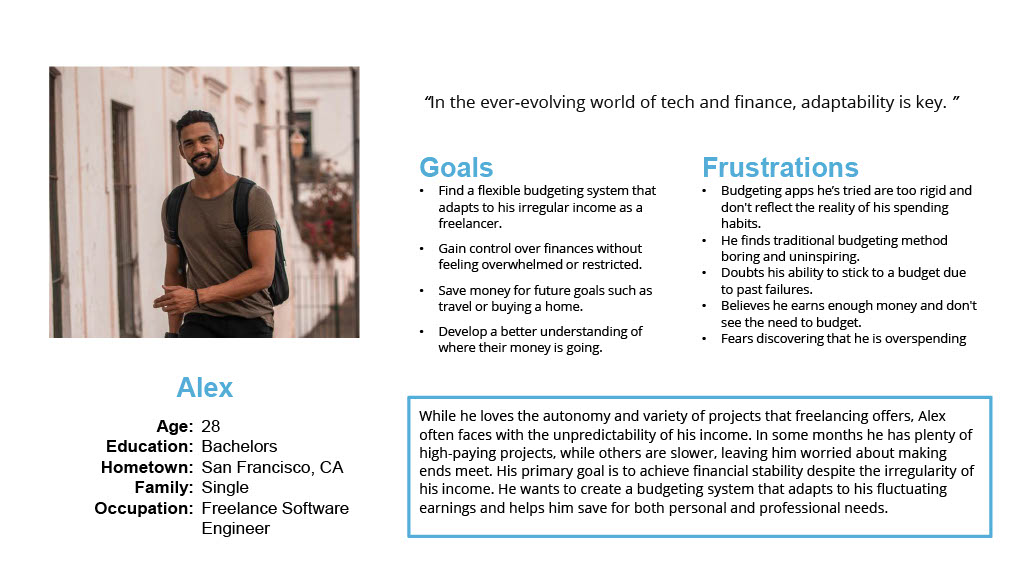 “In the ever-evolving world of tech and finance, adaptability is key. ”
Goals
• Find a flexible budgeting system that
adapts to his irregular income as a
freelancer.
• Gain control over finances without
feeling overwhelmed or restricted.
• Save money for future goals such as
travel or buying a home.
• Develop a better understanding of
where their money is going.
Frustrations
• Budgeting apps he’s tried are too rigid and
don't reflect the reality of his spending
habits.
• He finds traditional budgeting method
boring and uninspiring.
• Doubts his ability to stick to a budget due
to past failures.
• Believes he earns enough money and don't
see the need to budget.
• Fears discovering that he is overspending
Alex
Age: 28
Education: Bachelors
Hometown: San Francisco, CA
Family: Single
Occupation: Freelance Software
Engineer
While he loves the autonomy and variety of projects that freelancing offers, Alex
often faces with the unpredictability of his income. In some months he has plenty of
high-paying projects, while others are slower, leaving him worried about making
ends meet. His primary goal is to achieve financial stability despite the irregularity of
his income. He wants to create a budgeting system that adapts to his fluctuating
earnings and helps him save for both personal and professional needs.